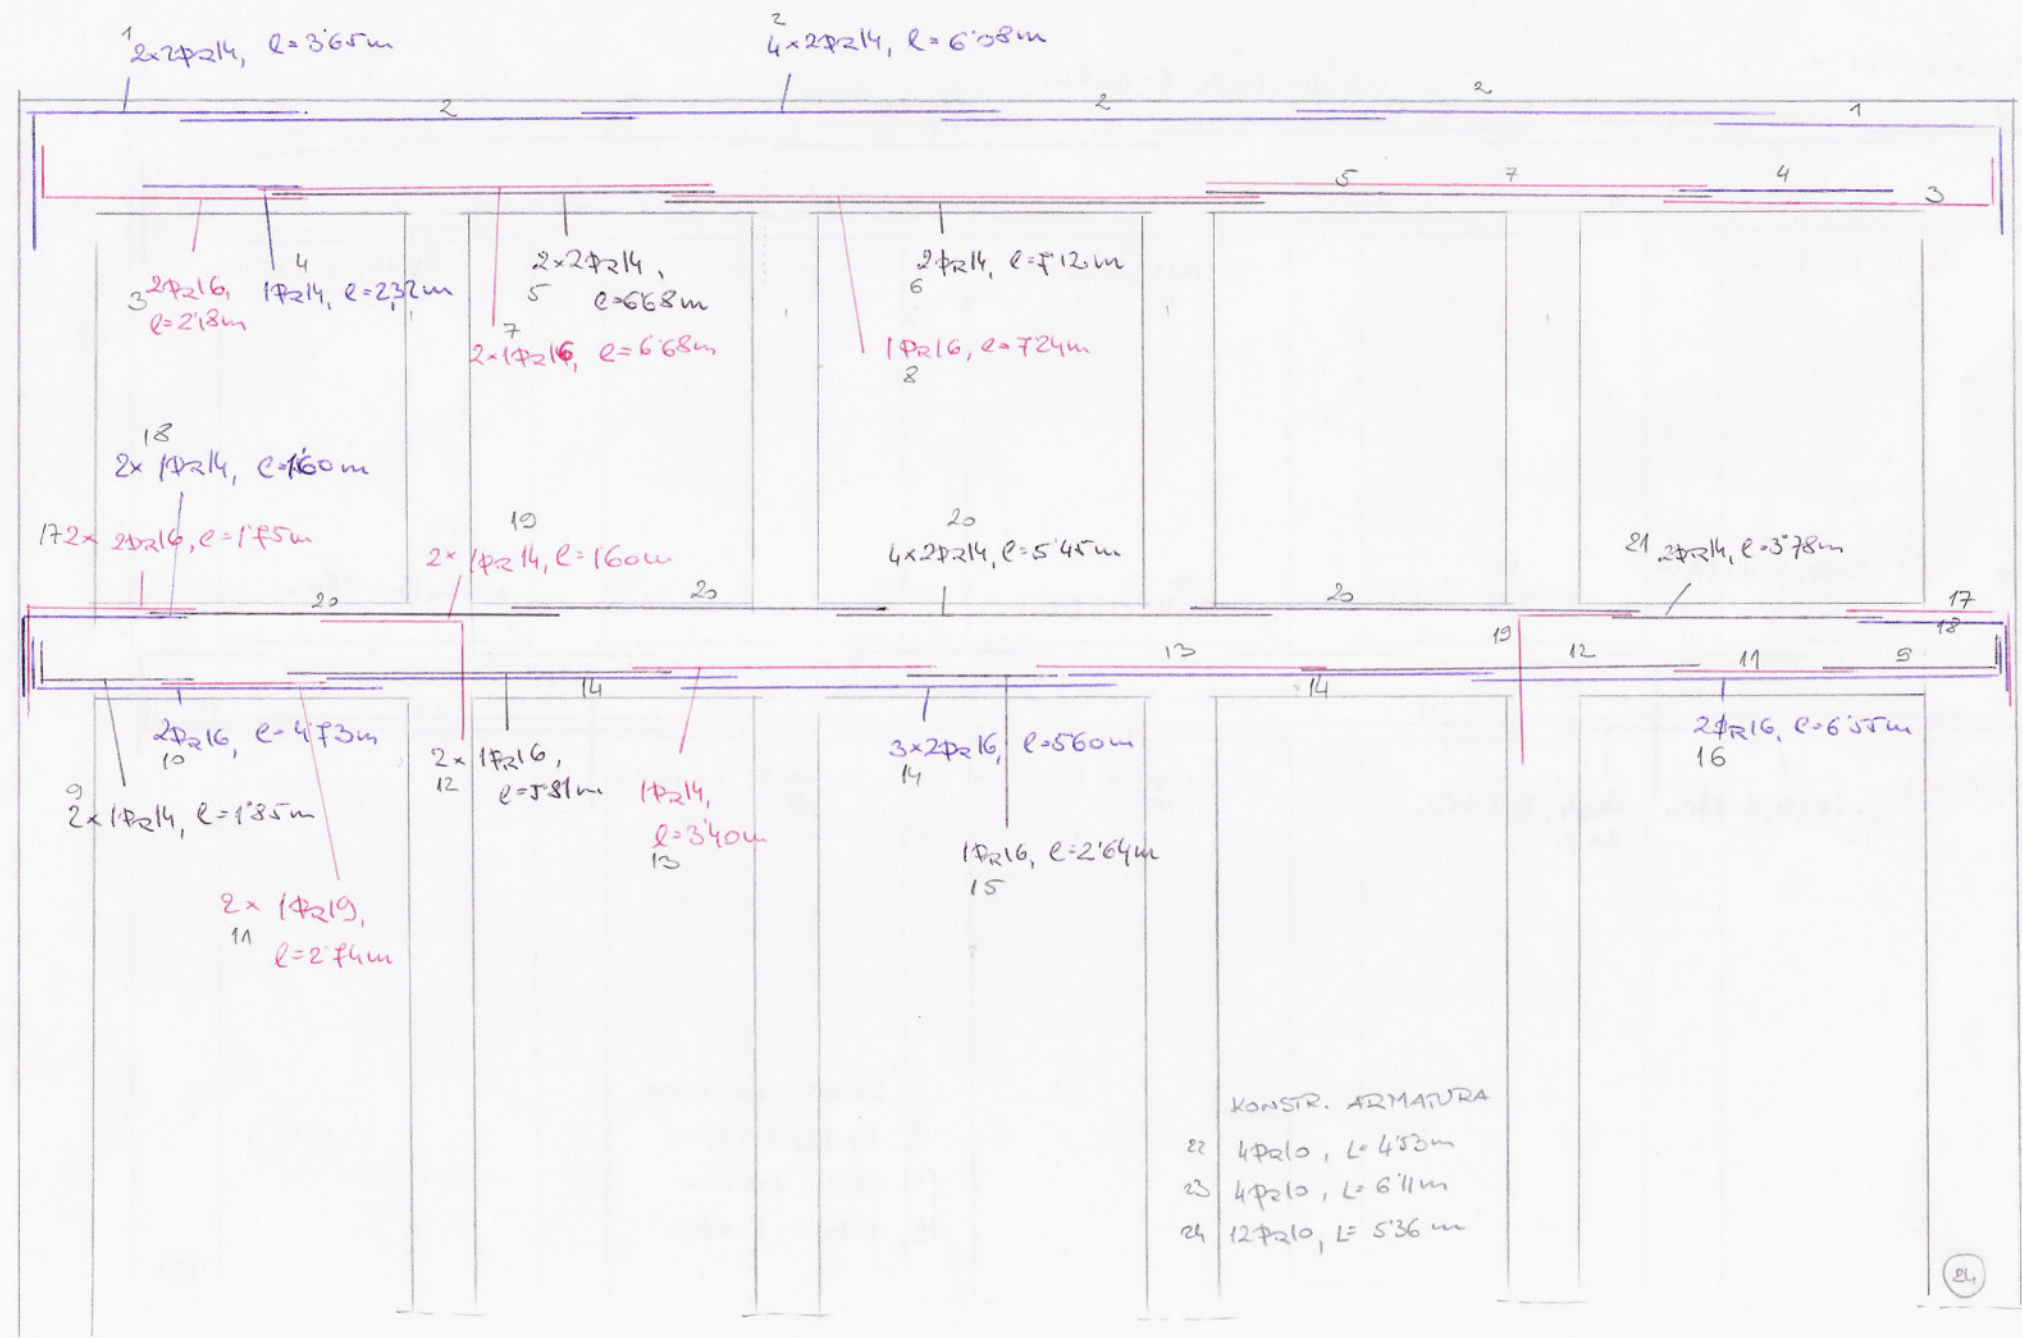 1
2×2ΦR14, l=3'65m
2
4×2ΦR14, l=6'08m
2
2
2
1
5
7
4
3
3
2ΦR16,
l=2'18m
4
1ΦR14, l=2'32m
2×2ΦR14,
5
l=6'68m
2ΦR14, l=7'12m
6
7
2×1ΦR16, l=6'68m
1ΦR16, l=7'24m
8
18
2× 1ΦR14, l=1'60m
17 2× 2ΦR16, l=1'75m
19
2× 1ΦR14, l=1'60m
20
4×2ΦR14, l=5'45m
21 2ΦR14, l=3'78m
20
20
20
17
18
19
12
13
11
9
14
14
2ΦR16, l=4'73m
10
9
2×1ΦR14, l=1'85m
2× 1ΦR16,
12
l=5'81m
1ΦR14,
l=3'40m
13
3×2ΦR16, l=5'60m
14
1ΦR16, l=2'64m
15
2ΦR16, l=6'55m
16
2× 1ΦR19,
11
l=2'74m
KONSTR. ARMATURA
22 4ΦR10, L=4'53m
23 4ΦR10, L=6'11m
24 12ΦR10, L=5'36m
24